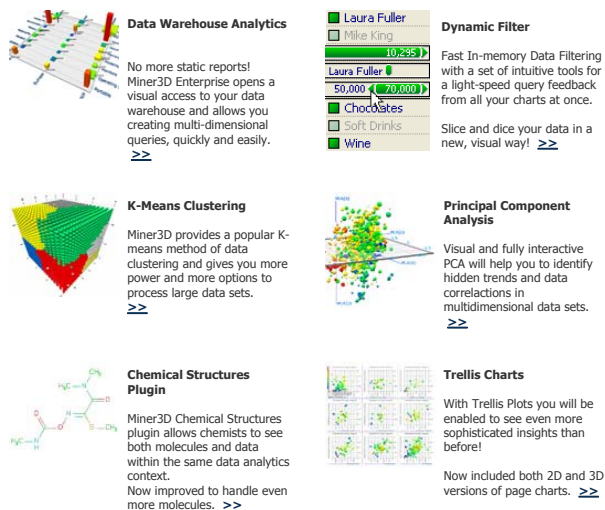 Data Warehouse Analytics
No more static reports!
Miner3D Enterprise opens a
visual access to your data
warehouse and allows you
creating multi-dimensional
queries, quickly and easily.
>>
Laura Fuller
Mike King
10,295
Laura Fuller
50,000
70,000
Chocolates
Soft Drinks
Wine
Dynamic Filter
Fast In-memory Data Filtering
with a set of intuitive tools for
a light-speed query feedback
from all your charts at once.
Slice and dice your data in a
new, visual way! >>
K-Means Clustering
Miner3D provides a popular K-
means method of data
clustering and gives you more
power and more options to
process large data sets.
>>
Principal Component
Analysis
Visual and fully interactive
PCA will help you to identify
hidden trends and data
correlactions in
multidimensional data sets.
>>
Chemical Structures
Plugin
Miner3D Chemical Structures
plugin allows chemists to see
both molecules and data
within the same data analytics
context.
Now improved to handle even
more molecules. >>
Trellis Charts
With Trellis Plots you will be
enabled to see even more
sophisticated insights than
before!
Now included both 2D and 3D
versions of page charts. >>